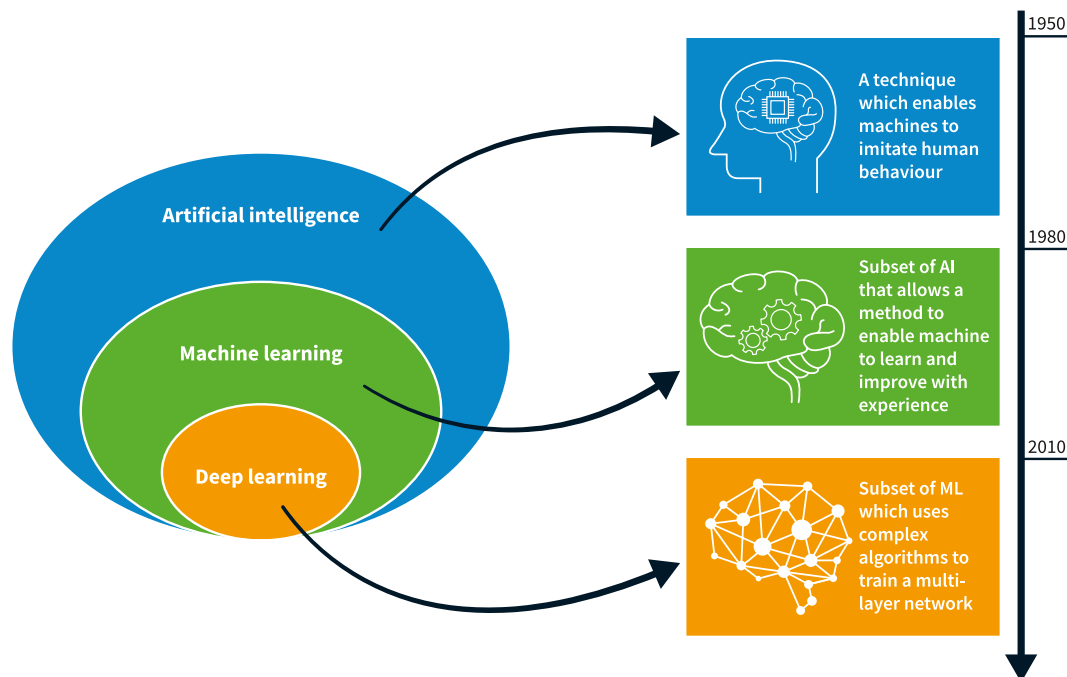 Artificial intelligence
Machine learning
Deep learning
A technique
which enables
machines to
imitate human
behaviour
Subset of AI
that allows a
method to
enable machine
to learn and
improve with
experience
Subset of ML
which uses
complex
algorithms to
train a multi-
layer network
1950
1980
2010